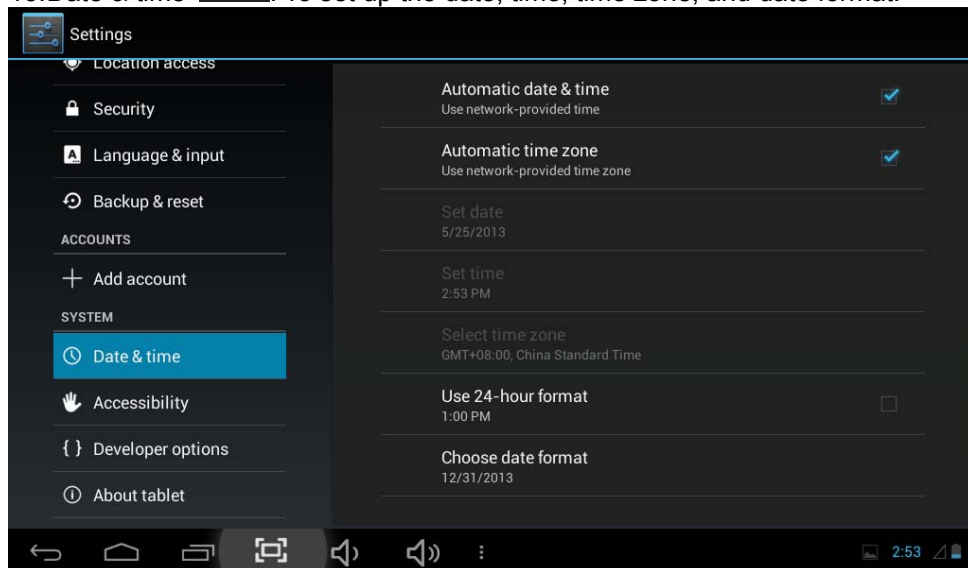 Settings
Location access
Security
Language & input
Backup & reset
ACCOUNTS
Add account
SYSTEM
Date & time
Accessibility
{ } Developer options
About tablet
Automatic date & time
Use network-provided time
Automatic time zone
Use network-provided time zone
Set date
5/25/2013
Set time
2:53 PM
Select time zone
GMT+08:00, China Standard Time
Use 24-hour format
1:00 PM
Choose date format
12/31/2013
2:53